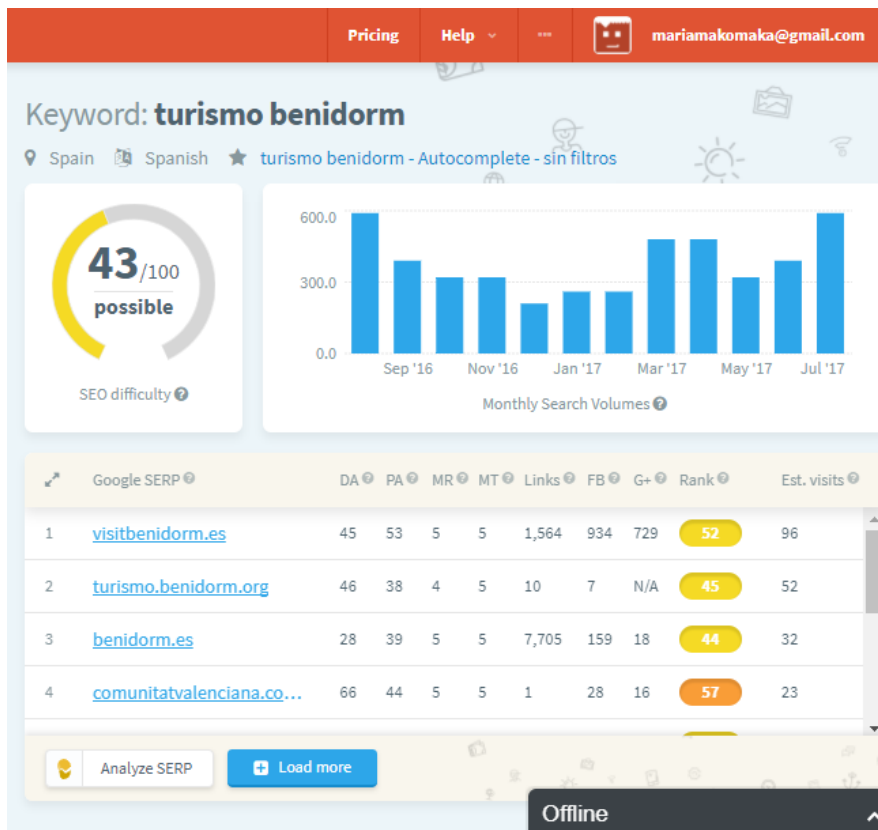 Pricing Help mariamakomaka@gmail.com
Keyword: turismo benidorm
Spain Spanish turismo benidorm - Autocomplete - sin filtros
43/100
possible
SEO difficulty
600.0
300.0
0.0
Sep '16 Nov '16 Jan '17 Mar '17 May '17 Jul '17
Monthly Search Volumes
Google SERP DA PA MR MT Links FB G+ Rank Est. visits
1 visitbenidorm.es 45 53 5 5 1,564 934 729 52 96
2 turismo.benidorm.org 46 38 4 5 10 7 N/A 45 52
3 benidorm.es 28 39 5 5 7,705 159 18 44 32
4 comunitatvalenciana.co... 66 44 5 5 1 28 16 57 23
Analyze SERP Load more
Offline